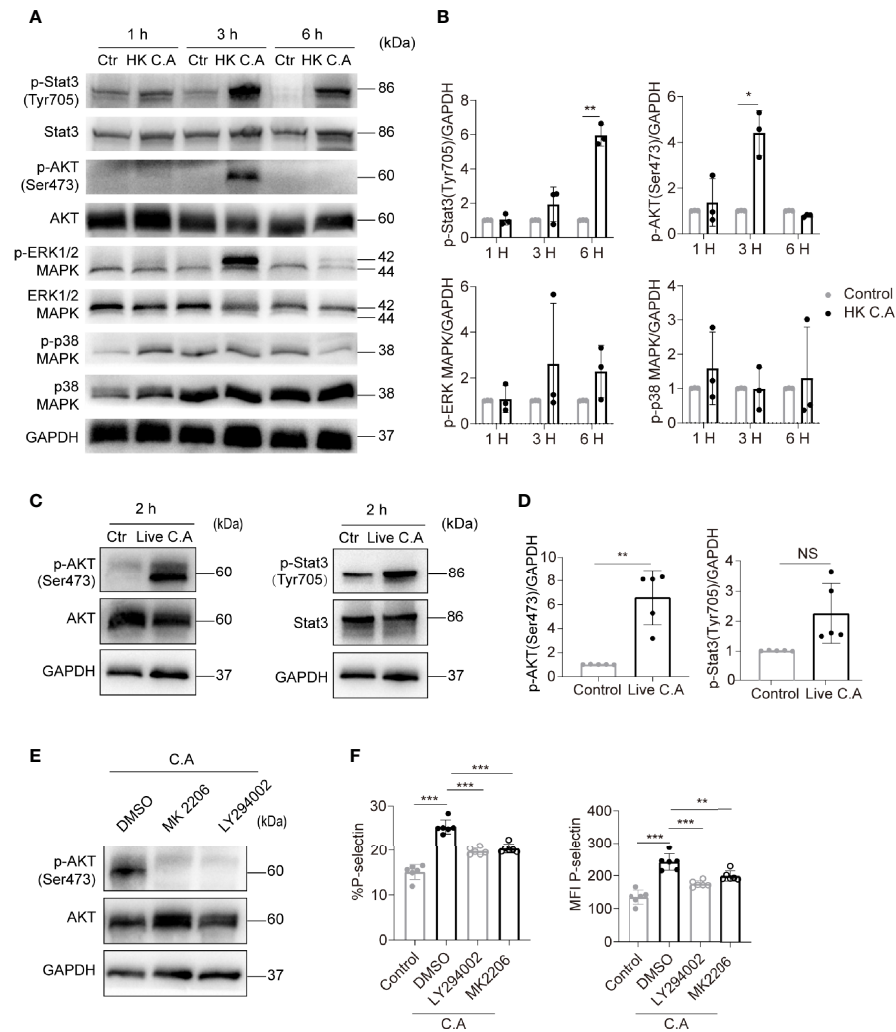 A
1 h 3 h 6 h
(kDa)
Ctr HK C.A Ctr HK C.A Ctr HK C.A
p-Stat3
(Tyr705)
86
Stat3
86
p-AKT
(Ser473)
60
AKT
60
p-ERK1/2
MAPK
42
44
ERK1/2
MAPK
42
44
p-p38
MAPK
38
p38
MAPK
38
GAPDH
37
B
p-Stat3(Tyr705)/GAPDH
8
6
4
2
0
**
1 H 3 H 6 H
p-AKT(Ser473)/GAPDH
6
4
2
0
*
1 H 3 H 6 H
p-ERK MAPK/GAPDH
6
4
2
0
1 H 3 H 6 H
p-p38 MAPK/GAPDH
4
3
2
1
0
1 H 3 H 6 H
Control
HK C.A
C
2 h
(kDa)
Ctr Live C.A
p-AKT
(Ser473)
60
AKT
60
GAPDH
37
2 h
(kDa)
Ctr Live C.A
p-Stat3
(Tyr705)
86
Stat3
86
GAPDH
37
D
p-AKT(Ser473)/GAPDH
10
8
6
4
2
0
**
Control Live C.A
p-Stat3(Tyr705)/GAPDH
4
3
2
1
0
NS
Control Live C.A
E
C.A
DMSO MK 2206 LY294002
(kDa)
p-AKT
(Ser473)
60
AKT
60
GAPDH
37
F
%P-selectin
30
20
10
0
***
***
***
Control DMSO LY294002 MK2206
C.A
MFI P-selectin
400
300
200
100
0
**
***
***
Control DMSO LY294002 MK2206
C.A